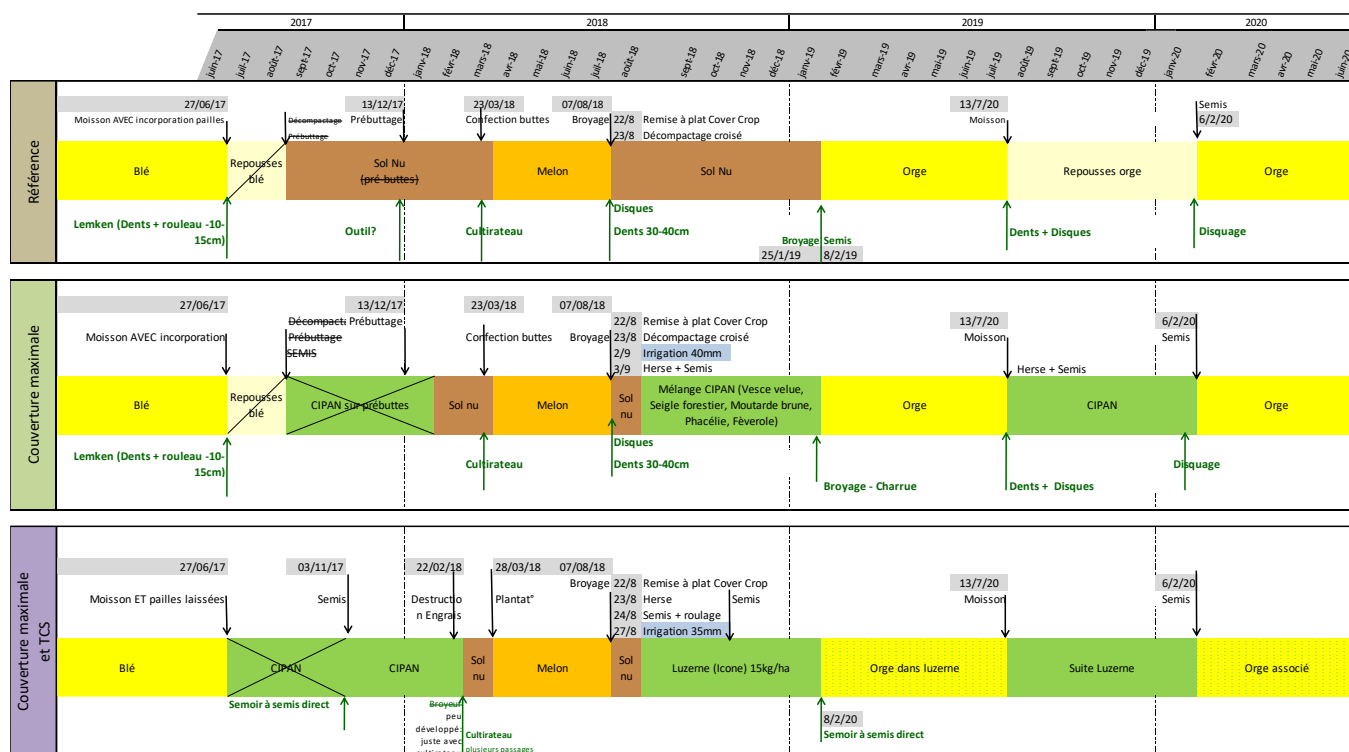 2017 2018 2019 2020
juin-17 juil-17 août-17 sept-17 oct-17 nov-17 déc-17 janv-18 févr-18 mars-18 avr-18 mai-18 juin-18 juil-18 août-18 sept-18 oct-18 nov-18 déc-18 janv-19 févr-19 mars-19 avr-19 mai-19 juin-19 juil-19 août-19 sept-19 oct-19 nov-19 déc-19 janv-20 févr-20 mars-20 avr-20 mai-20 juin-20
Référence
27/06/17 13/12/17 23/03/18 07/08/18 13/7/20 Semis
Moisson AVEC incorporation pailles Décompactage Prébuttage Confection buttes Broyage 22/8 Remise à plat Cover Crop Moisson 6/2/20
Prébuttage 23/8 Décompactage croisé
Blé Repousses blé Sol Nu (pré-buttes) Melon Sol Nu Orge Repousses orge Orge
Disques
Lemken (Dents + rouleau -10-15cm) Outil? Cultirateau Dents 30-40cm Broyage Semis Dents + Disques Disquage
25/1/19 8/2/19
Couverture maximale
27/06/17 13/12/17 23/03/18 07/08/18
Décompact Prébuttage 22/8 Remise à plat Cover Crop 13/7/20 6/2/20
Moisson AVEC incorporation Prébuttage Confection buttes Broyage 23/8 Décompactage croisé Moisson Semis
SEMIS 2/9 Irrigation 40mm
3/9 Herse + Semis Herse + Semis
Blé Repousses blé CIPAN sur prébuttes Sol nu Melon Sol nu Mélange CIPAN (Vesce velue, Seigle forestier, Moutarde brune, Phacélie, Fèverole) Orge CIPAN Orge
Disques
Lemken (Dents + rouleau -10-15cm) Cultirateau Dents 30-40cm Disquage
Broyage - Charrue Dents + Disques
Couverture maximale et TCS
27/06/17 03/11/17 22/02/18 28/03/18 07/08/18
Broyage 22/8 Remise à plat Cover Crop 13/7/20 6/2/20
Moisson ET pailles laissées Semis Destructio n Engrais Plantat° 23/8 Herse Semis Moisson Semis
24/8 Semis + roulage
27/8 Irrigation 35mm
Blé CIPAN CIPAN Sol nu Melon Sol nu Luzerne (Icone) 15kg/ha Orge dans luzerne Suite Luzerne Orge associé
Semoir à semis direct Broyeur
peu
développé: 8/2/20
juste avec Cultirateau Semoir à semis direct
plusieurs passages